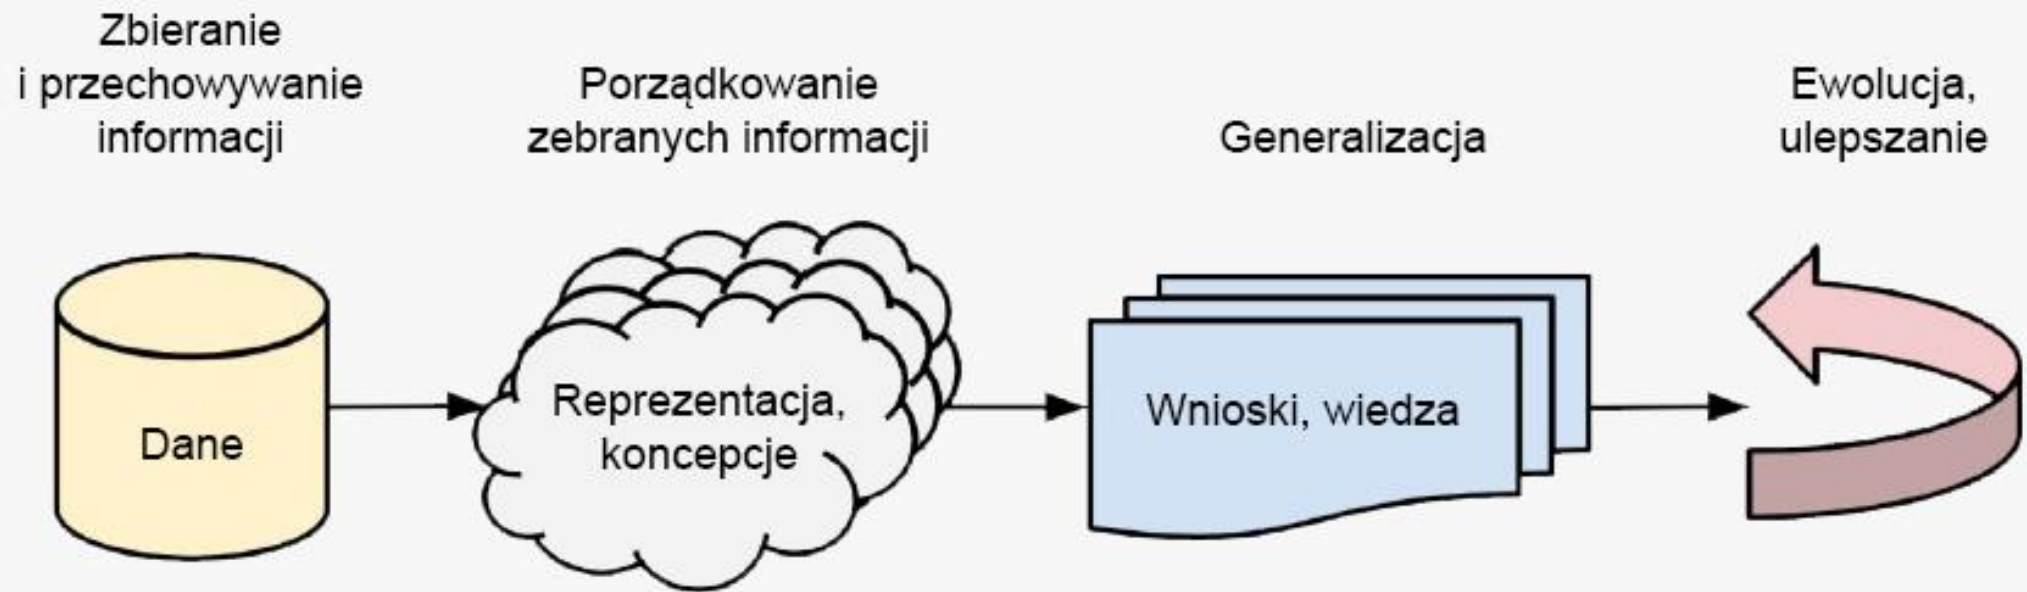 Zbieranie
i przechowywanie
informacji
Porządkowanie
zebranych informacji
Generalizacja
Ewolucja,
ulepszanie
Dane
Reprezentacja,
koncepcje
Wnioski, wiedza